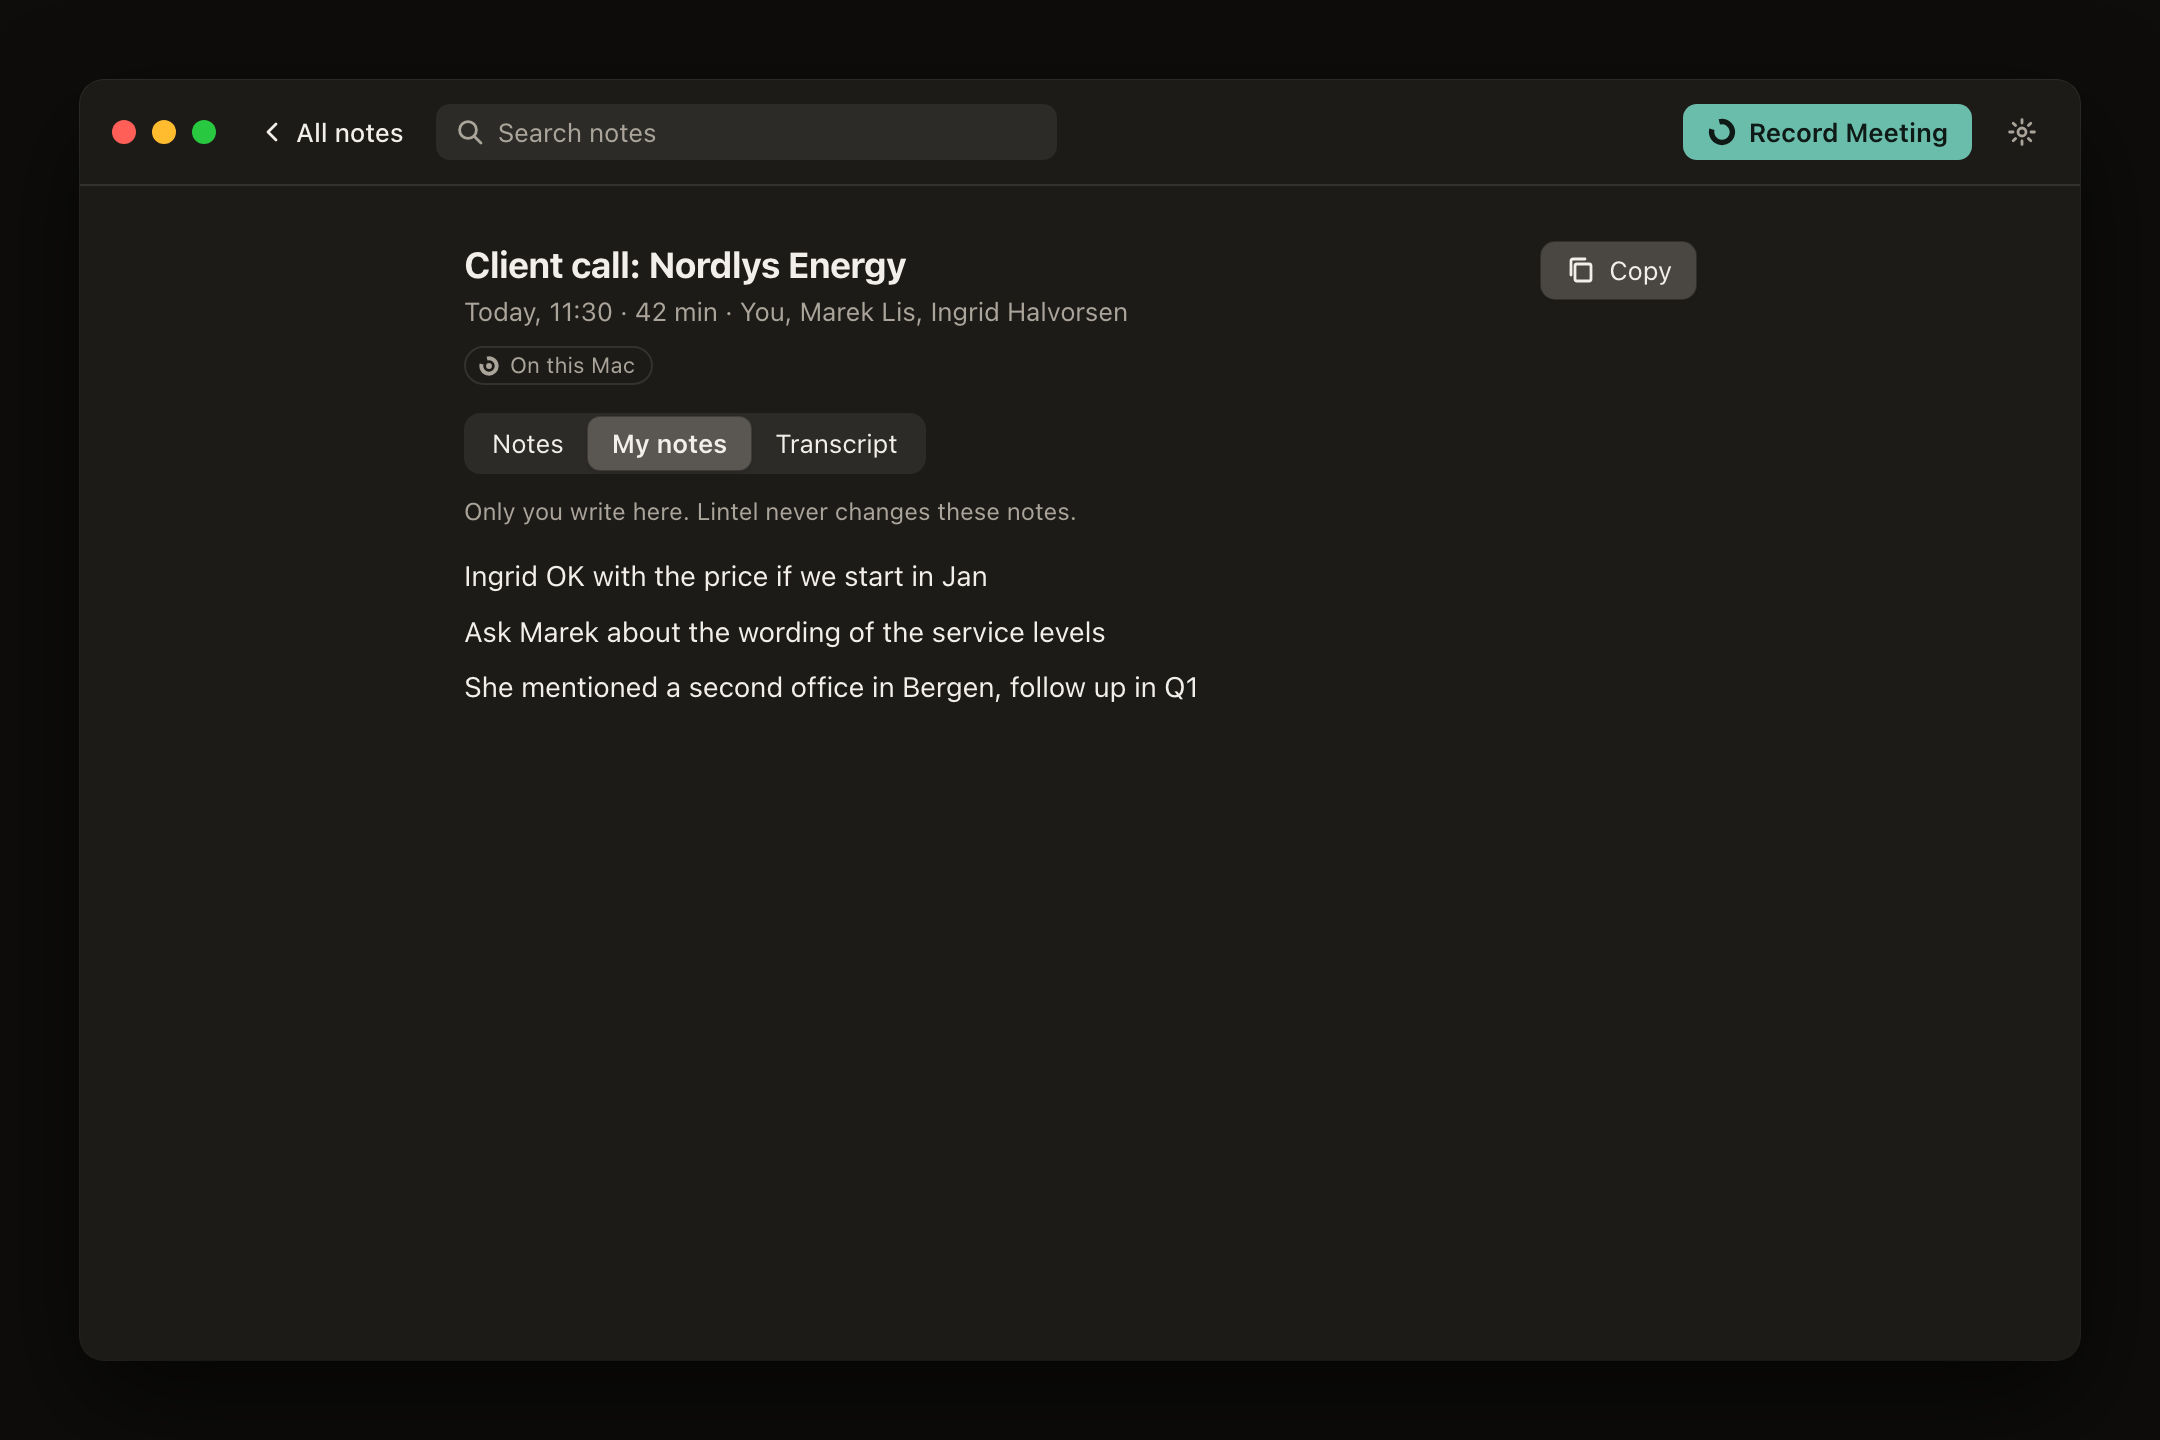 All notes
Search notes
Record Meeting
Client call: Nordlys Energy
Copy
Today, 11:30 · 42 min · You, Marek Lis, Ingrid Halvorsen
On this Mac
Notes
My notes
Transcript
Only you write here. Lintel never changes these notes.
Ingrid OK with the price if we start in Jan
Ask Marek about the wording of the service levels
She mentioned a second office in Bergen, follow up in Q1